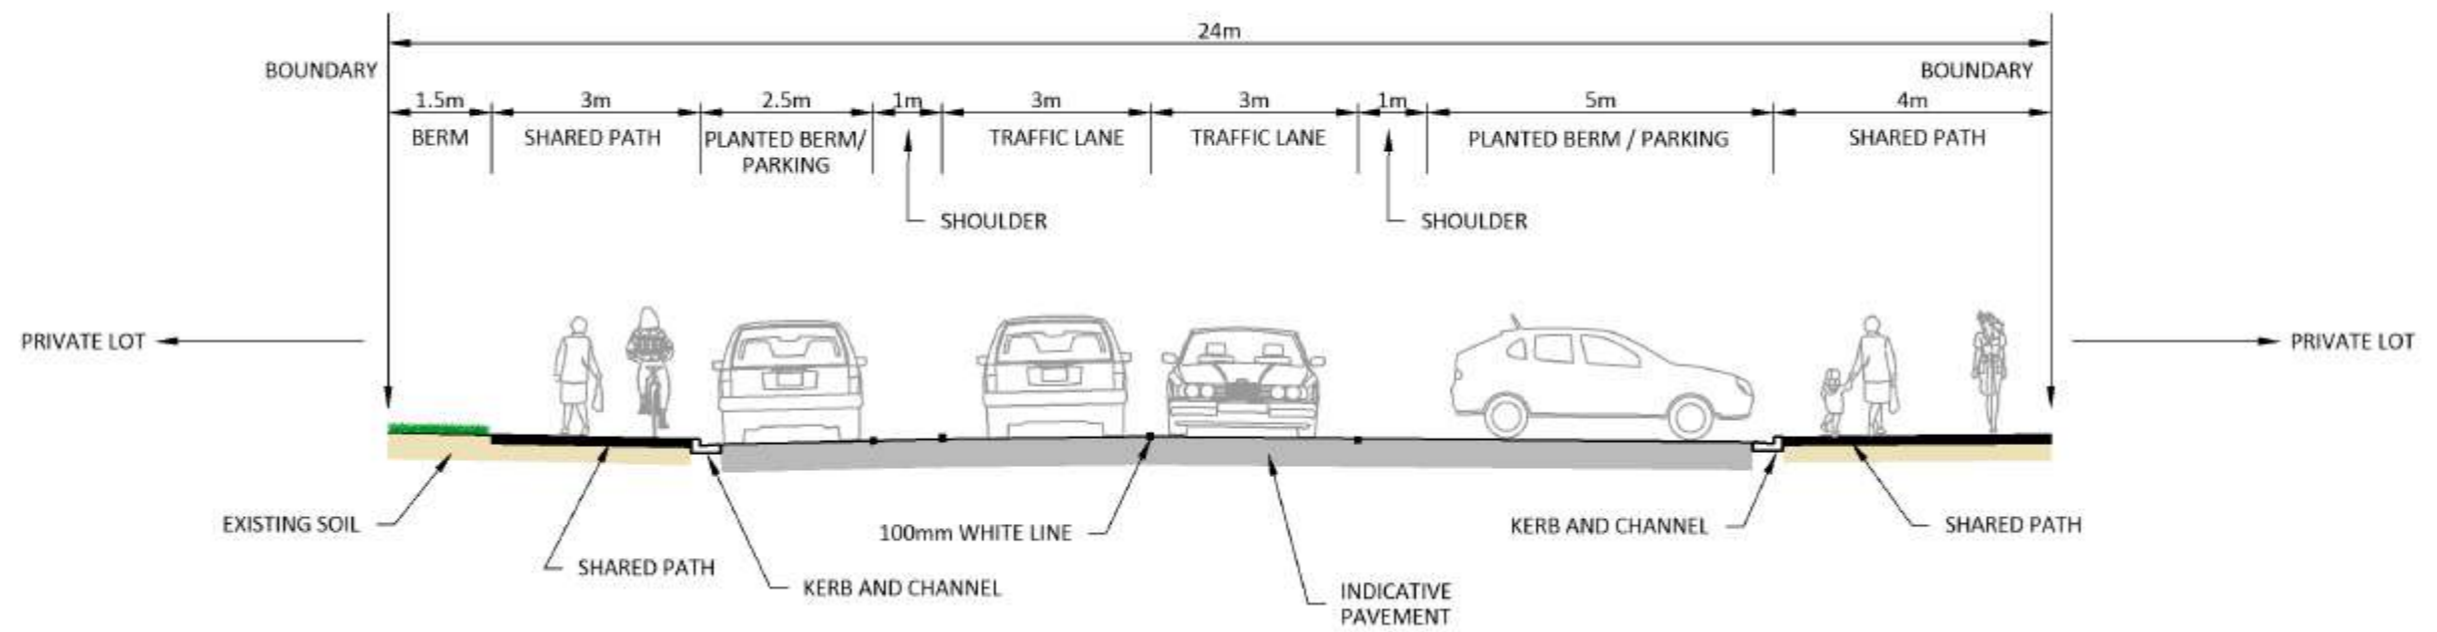 24m
BOUNDARY
BOUNDARY
1.5m
3m
2.5m
1m
3m
3m
1m
5m
4m
BERM
SHARED PATH
PLANTED BERM/
PARKING
TRAFFIC LANE
TRAFFIC LANE
PLANTED BERM / PARKING
SHARED PATH
SHOULDER
SHOULDER
PRIVATE LOT
PRIVATE LOT
EXISTING SOIL
SHARED PATH
KERB AND CHANNEL
100mm WHITE LINE
INDICATIVE
PAVEMENT
KERB AND CHANNEL
SHARED PATH